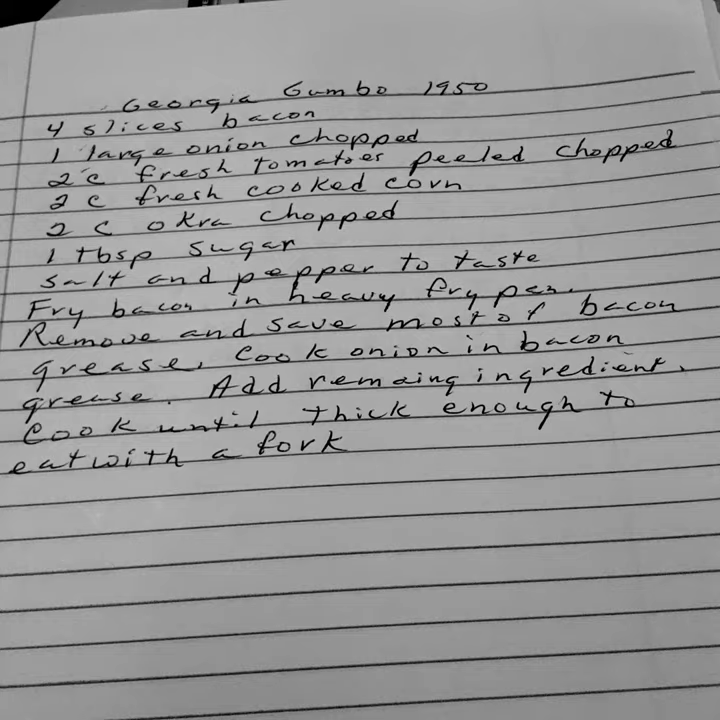 Georgia Gumbo 1950
4 slices bacon
1 large onion chopped
2 c fresh tomatoes peeled chopped
2 c fresh cooked corn
2 c okra chopped
1 tbsp sugar
salt and pepper to taste
Fry bacon in heavy fry pan.
Remove and save most of bacon
grease. Cook onion in bacon
grease. Add remaing ingredient.
Cook until thick enough to
eat with a fork